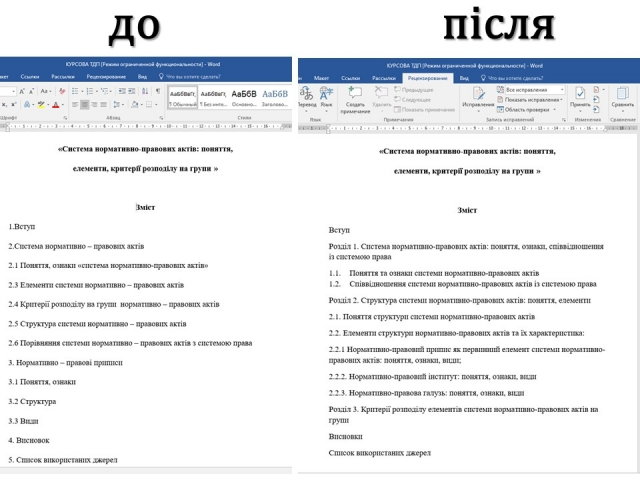 до
після
КУРСОВА ТДП [Режим ограниченной функциональности] - Word
Ссылки Рассылки Рецензирование Вид Что вы хотите сделать?
АаБбВвГг, АаБбВвГг, АаБбВ АаБбВ
¶ Обычный ¶ Без инте... Заголово... Заголово...
Шрифт Абзац Стили
«Система нормативно-правових актів: поняття,
елементи, критерії розподілу на групи »
Зміст
1.Вступ
2.Система нормативно – правових актів
2.1 Поняття, ознаки «система нормативно-правових актів»
2.3 Елементи системи нормативно – правових актів
2.4 Критерії розподілу на групи нормативно – правових актів
2.5 Структура системи нормативно – правових актів
2.6 Порівняння системи нормативно – правових актів з системою права
3. Нормативно – правові приписи
3.1 Поняття, ознаки
3.2 Структура
3.3 Види
4. Висновок
5. Список використаних джерел
КУРСОВА ТДП [Режим ограниченной функциональности] - Word
Макет Ссылки Рассылки Рецензирование Вид Что вы хотите сделать?
Язык Создать примечание Удалить Предыдущее Следующее Показать примечания
Исправления Все исправления Показать исправления Область проверки Принять Сравнить
Язык Примечания Запись исправлений Изменения Сравнение
«Система нормативно-правових актів: поняття,
елементи, критерії розподілу на групи »
Зміст
Вступ
Розділ 1. Система нормативно-правових актів: поняття, ознаки, співвідношення
із системою права
1.1. Поняття та ознаки системи нормативно-правових актів
1.2. Співвідношення системи нормативно-правових актів із системою права
Розділ 2. Структура системи нормативно-правових актів: поняття, елементи
2.1. Поняття структури системи нормативно-правових актів
2.2. Елементи структури нормативно-правових актів та їх характеристика:
2.2.1 Нормативно-правовий припис як первинний елемент системи нормативно-
правових актів: поняття, ознаки, види;
2.2.2. Нормативно-правовий інститут: поняття, ознаки, види
2.2.3. Нормативно-правова галузь: поняття, ознаки, види
Розділ 3. Критерії розподілу елементів системи нормативно-правових актів на
групи
Висновки
Список використаних джерел